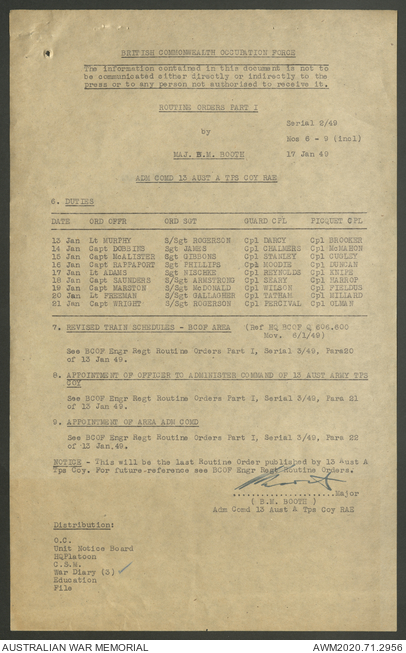 BRITISH COMMONWEALTH OCCUPATION FORCE
The information contained in this document is not to
be communicated either directly or indirectly to the
press or to any person not authorised to receive it.
ROUTINE ORDERS PART I
Serial 2/49
by
Nos 6 - 9 (incl)
MAJ. B.M. BOOTH
17 Jan 49
ADM COMD 13 AUST A TPS COY RAE
6. DUTIES
DATE ORD OFFR ORD SGT GUARD CPL PICQUET CPL
13 Jan Lt MURPHY S/Sgt ROGERSON Cpl DARCY Cpl BROOKER
14 Jan Capt DOBBINS Sgt JAMES Cpl CHALMERS Cpl McMAHON
15 Jan Capt McALISTER Sgt GIBBONS Cpl STANLEY Cpl CUGLEY
16 Jan Capt RAPPAPORT Sgt PHILLIPS Cpl MOODIE Cpl DUNCAN
17 Jan Lt ADAMS Sgt NISCHKE Cpl REYNOLDS Cpl KNIPE
18 Jan Capt SAUNDERS S/Sgt ARMSTRONG Cpl SEARY Cpl
19 Jan Capt MARSTON S/Sgt McDONALD Cpl WILSON Cpl FIELDUS
20 Jan Lt FREEMAN S/Sgt GALLAGHER Cpl TATHAM Cpl MILLARD
21 Jan Capt WRIGHT S/Sgt ROGERSON Cpl PERCIVAL Cpl OLMAN
7. REVISED TRAIN SCHEDULES - BCOF AREA (Ref HQ BCOF Q 606,600
Mov. 6/1/49)
See BCOF Engr Regt Routine Orders Part I, Serial 3/49, Para20
of 13 Jan 49.
8. APPOINTMENT OF OFFICER TO ADMINISTER COMMAND OF 13 AUST ARMY TPS
COY
See BCOF Engr Regt Routine Orders Part I, Serial 3/49, Para 21
of 13 Jan 49.
9. APPOINTMENT OF AREA ADM COMD
See BCOF Engr Regt Routine Orders Part I, Serial 3/49, Para 22
of 13 Jan.49.
NOTICE - This will be the last Routine Order published by 13 Aust A
Tps Coy. For future reference see BCOF Engr Regt Routine Orders.
....................Major
( B.M. BOOTH )
Adm Comd 13 Aust A Tps Coy RAE
Distribution:
O.C.
Unit Notice Board
HQPlatoon
C.S.M.
War Diary (3) ✓
Education
File
AUSTRALIAN WAR MEMORIAL
AWM2020.71.2956